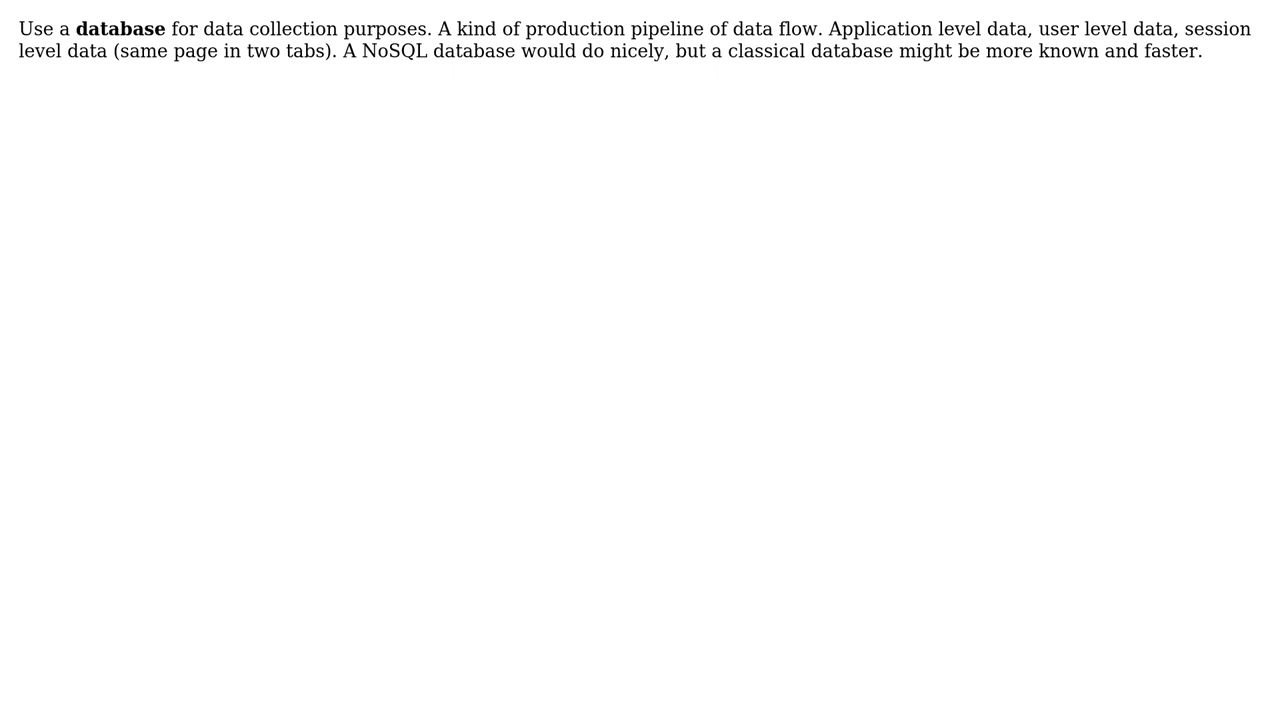 Use a database for data collection purposes. A kind of production pipeline of data flow. Application level data, user level data, session
level data (same page in two tabs). A NoSQL database would do nicely, but a classical database might be more known and faster.